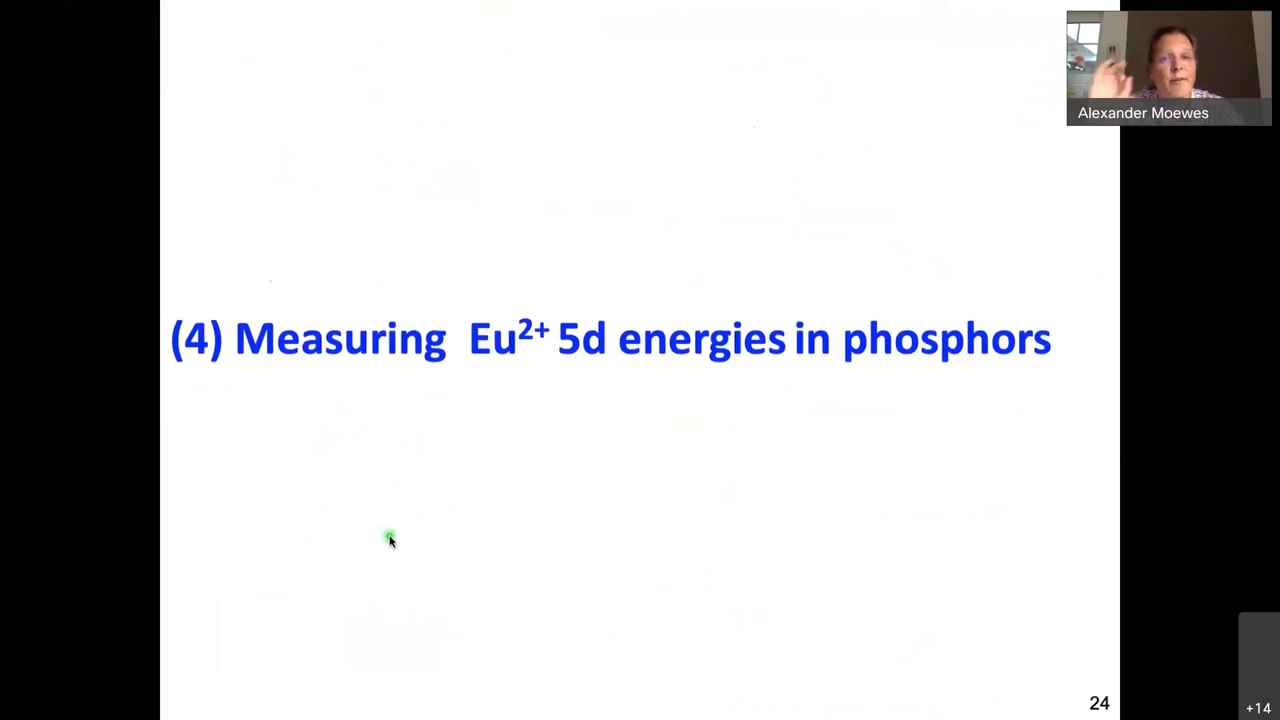 Alexander Moewes
(4) Measuring Eu²⁺ 5d energies in phosphors
24
+14